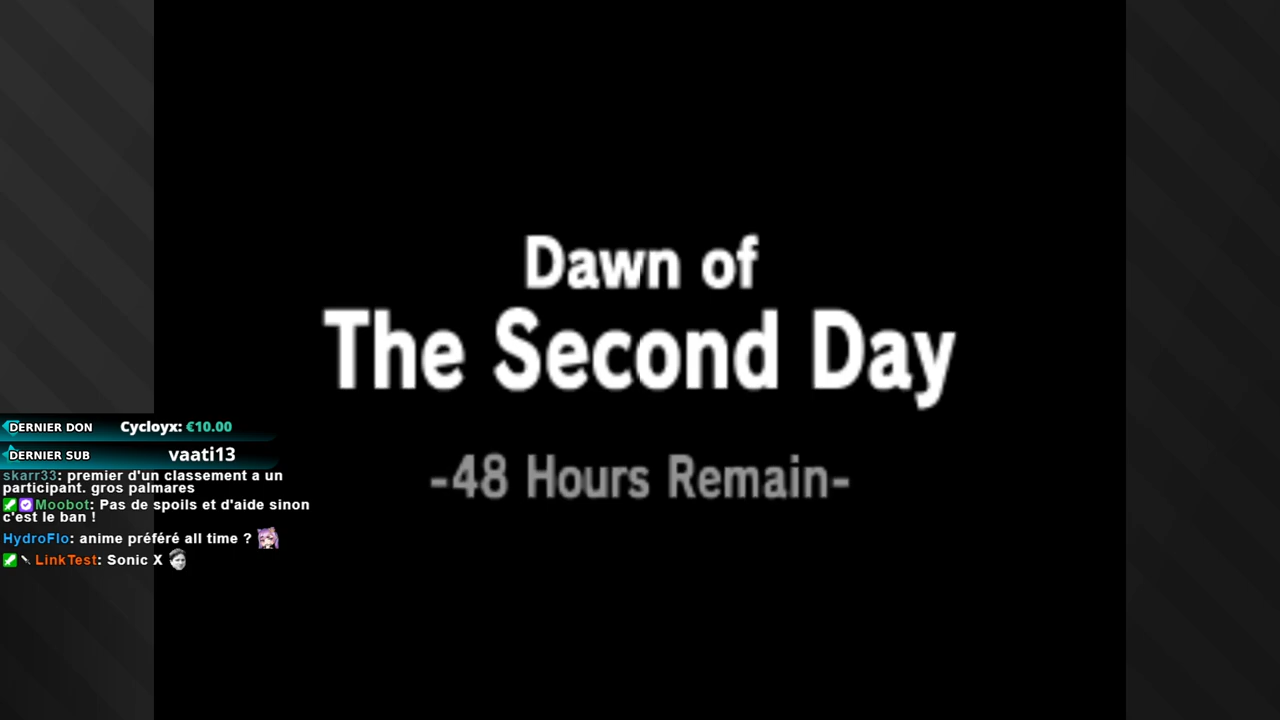 Dawn of
The Second Day
-48 Hours Remain-
DERNIER DON Cycloyx: €10.00
DERNIER SUB vaati13
skarr33: premier d'un classement a un
participant. gros palmares
Moobot: Pas de spoils et d'aide sinon
c'est le ban !
HydroFlo: anime préféré all time ?
LinkTest: Sonic X